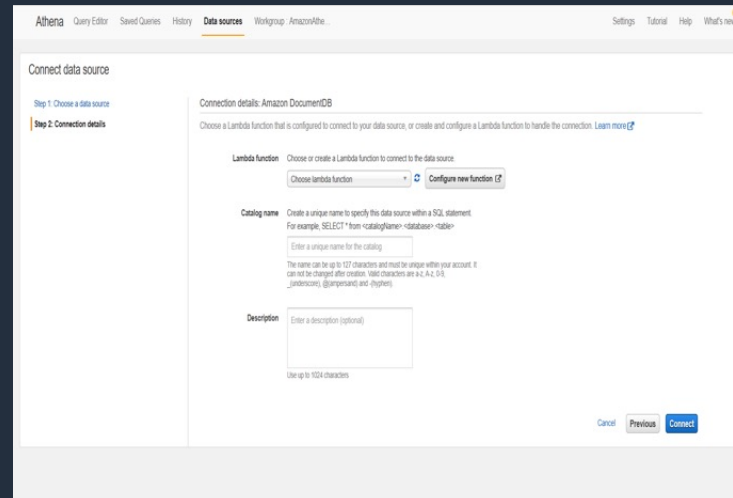 Athena Query Editor Saved Queries History Data sources Workgroup : AmazonAthe... Settings Tutorial Help What's new
Connect data source
Step 1: Choose a data source
Step 2: Connection details
Connection details: Amazon DocumentDB
Choose a Lambda function that is configured to connect to your data source, or create and configure a Lambda function to handle the connection. Learn more
Lambda function Choose or create a Lambda function to connect to the data source.
Choose lambda function Configure new function
Catalog name Create a unique name to specify this data source within a SQL statement.
For example, SELECT * from <catalogName>.<database>.<table>
Enter a unique name for the catalog
The name can be up to 127 characters and must be unique within your account. It
can not be changed after creation. Valid characters are a-z, A-z, 0-9,
_(underscore), @(ampersand) and -(hyphen).
Description Enter a description (optional)
Use up to 1024 characters
Cancel Previous Connect